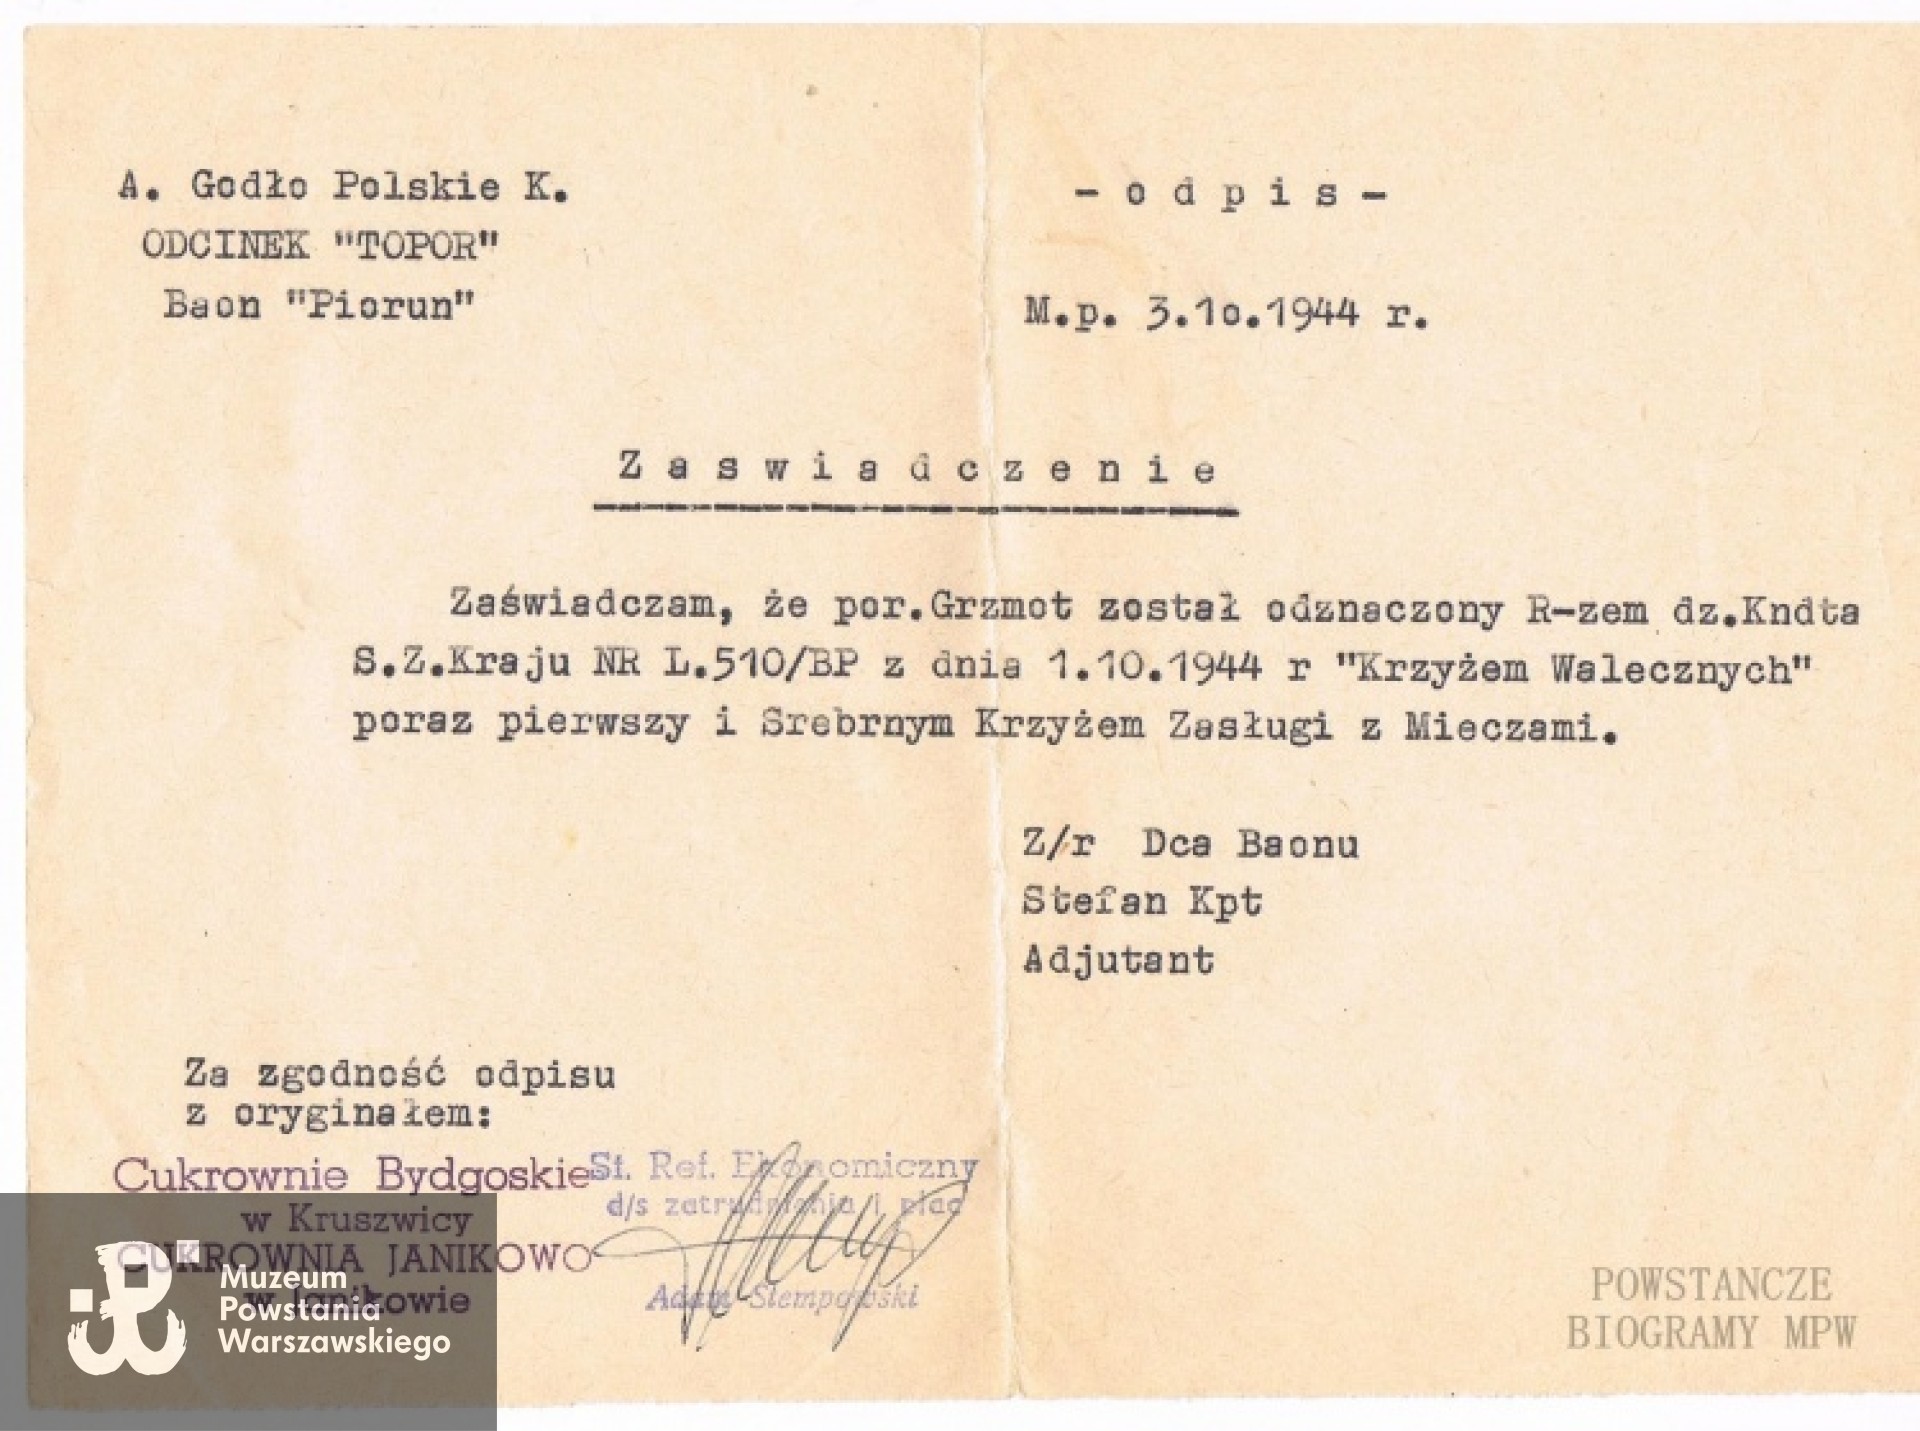 A. Godło Polskie K.
- o d p i s -
ODCINEK "TOPOR"
Baon "Piorun"
M.p. 3.1o.1944 r.
Z a s w i a d c z e n i e
Zaświadczam, że por.Grzmot został odznaczony R-zem dz.Kndta
S.Z.Kraju NR L.510/BP z dnia 1.10.1944 r "Krzyżem Walecznych"
poraz pierwszy i Srebrnym Krzyżem Zasługi z Mieczami.
Z/r Dca Baonu
Stefan Kpt
Adjutant
Za zgodność odpisu
z oryginałem:
Cukrownie Bydgoskie
w Kruszwicy
CUKROWNIA JANIKOWO
w Janikowie
St. Ref. Ekonomiczny
d/s zatrudnienia i płac
Adam
Muzeum
Powstania
Warszawskiego
POWSTANCZE
BIOGRAMY MPW